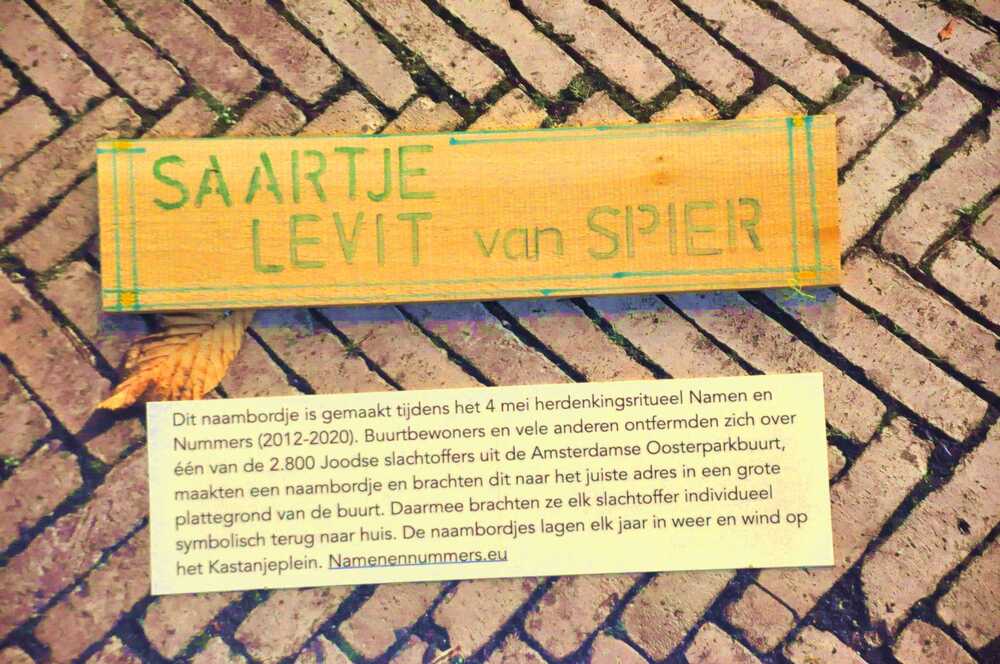 SAARTJE
LEVIT van SPIER
Dit naambordje is gemaakt tijdens het 4 mei herdenkingsritueel Namen en
Nummers (2012-2020). Buurtbewoners en vele anderen ontfermden zich over
één van de 2.800 Joodse slachtoffers uit de Amsterdamse Oosterparkbuurt,
maakten een naambordje en brachten dit naar het juiste adres in een grote
plattegrond van de buurt. Daarmee brachten ze elk slachtoffer individueel
symbolisch terug naar huis. De naambordjes lagen elk jaar in weer en wind op
het Kastanjeplein. Namenennummers.eu